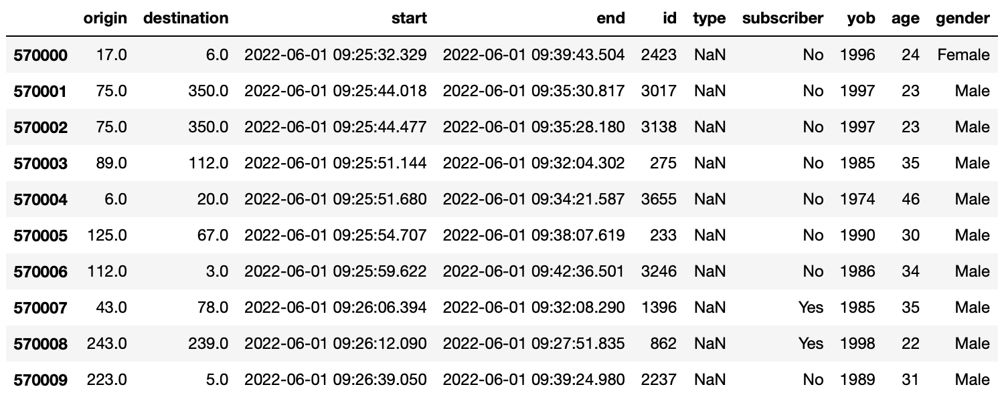 origin destination start end id type subscriber yob age gender
570000 17.0 6.0 2022-06-01 09:25:32.329 2022-06-01 09:39:43.504 2423 NaN No 1996 24 Female
570001 75.0 350.0 2022-06-01 09:25:44.018 2022-06-01 09:35:30.817 3017 NaN No 1997 23 Male
570002 75.0 350.0 2022-06-01 09:25:44.477 2022-06-01 09:35:28.180 3138 NaN No 1997 23 Male
570003 89.0 112.0 2022-06-01 09:25:51.144 2022-06-01 09:32:04.302 275 NaN No 1985 35 Male
570004 6.0 20.0 2022-06-01 09:25:51.680 2022-06-01 09:34:21.587 3655 NaN No 1974 46 Male
570005 125.0 67.0 2022-06-01 09:25:54.707 2022-06-01 09:38:07.619 233 NaN No 1990 30 Male
570006 112.0 3.0 2022-06-01 09:25:59.622 2022-06-01 09:42:36.501 3246 NaN No 1986 34 Male
570007 43.0 78.0 2022-06-01 09:26:06.394 2022-06-01 09:32:08.290 1396 NaN Yes 1985 35 Male
570008 243.0 239.0 2022-06-01 09:26:12.090 2022-06-01 09:27:51.835 862 NaN Yes 1998 22 Male
570009 223.0 5.0 2022-06-01 09:26:39.050 2022-06-01 09:39:24.980 2237 NaN No 1989 31 Male